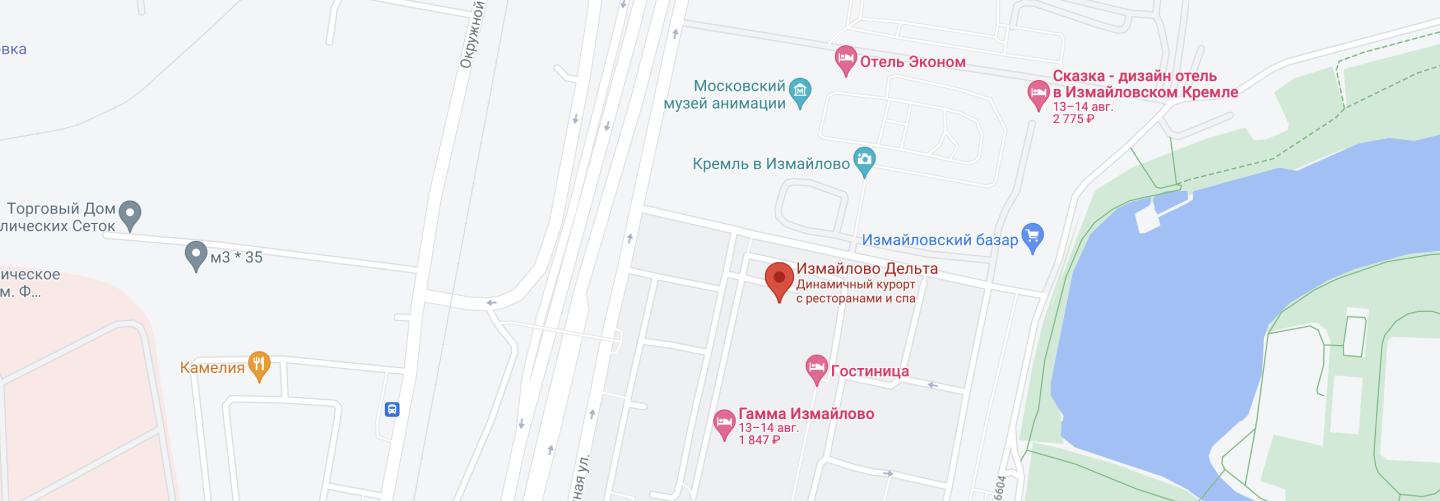 Окружной
Отель Эконом
Сказка - дизайн отель
в Измайловском Кремле
13–14 авг.
2 775 ₽
Московский
музей анимации
Кремль в Измайлово
Торговый Дом
лических Сеток
м3 * 35
Измайловский базар
Измайлово Дельта
Динамичный курорт
с ресторанами и спа
ическое
м. Ф...
Камелия
Гостиница
Гамма Измайлово
13–14 авг.
1 847 ₽
ная ул.
6604
овка